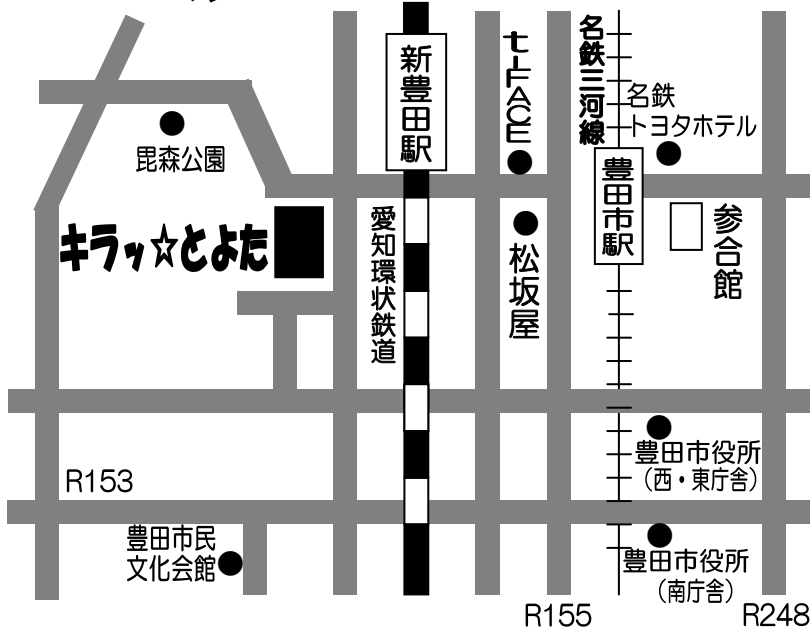 新豊田駅
t-FACE
名鉄三河線
名鉄
トヨタホテル
毘森公園
豊田市駅
参合館
キラッ☆とよた
愛知環状鉄道
松坂屋
豊田市役所
（西・東庁舎）
R153
豊田市民
文化会館
豊田市役所
（南庁舎）
R155
R248